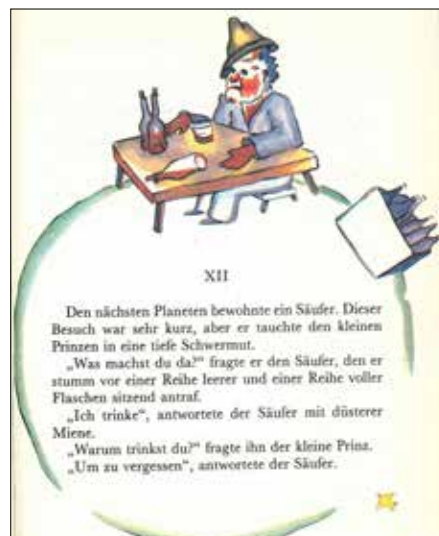 XII
Den nächsten Planeten bewohnte ein Säufer. Dieser
Besuch war sehr kurz, aber er tauchte den kleinen
Prinzen in eine tiefe Schwermut.
„Was machst du da?“ fragte er den Säufer, den er
stumm vor einer Reihe leerer und einer Reihe voller
Flaschen sitzend antraf.
„Ich trinke“, antwortete der Säufer mit düsterer
Miene.
„Warum trinkst du?“ fragte ihn der kleine Prinz.
„Um zu vergessen“, antwortete der Säufer.